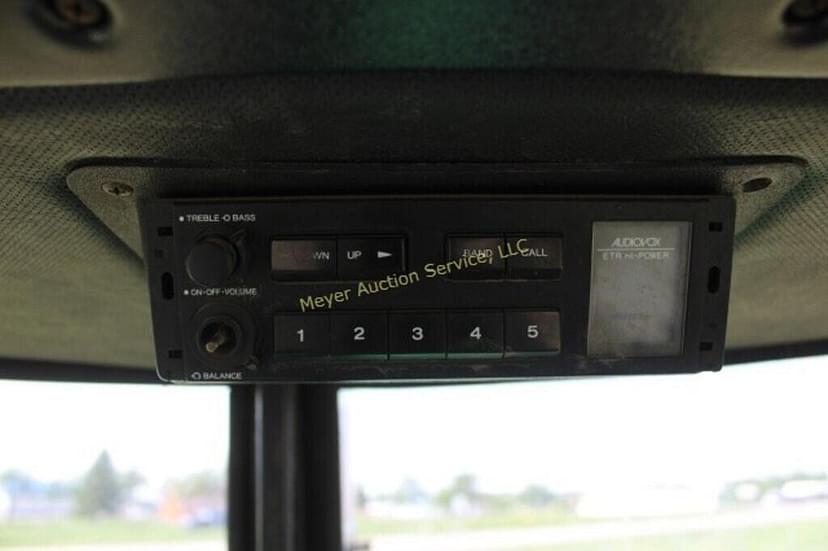 TREBLE BASS
AUDIOVOX
ETR HI-POWER
WN UP BAND CALL
Meyer Auction Service, LLC
ON-OFF-VOLUME
1 2 3 4 5
BALANCE